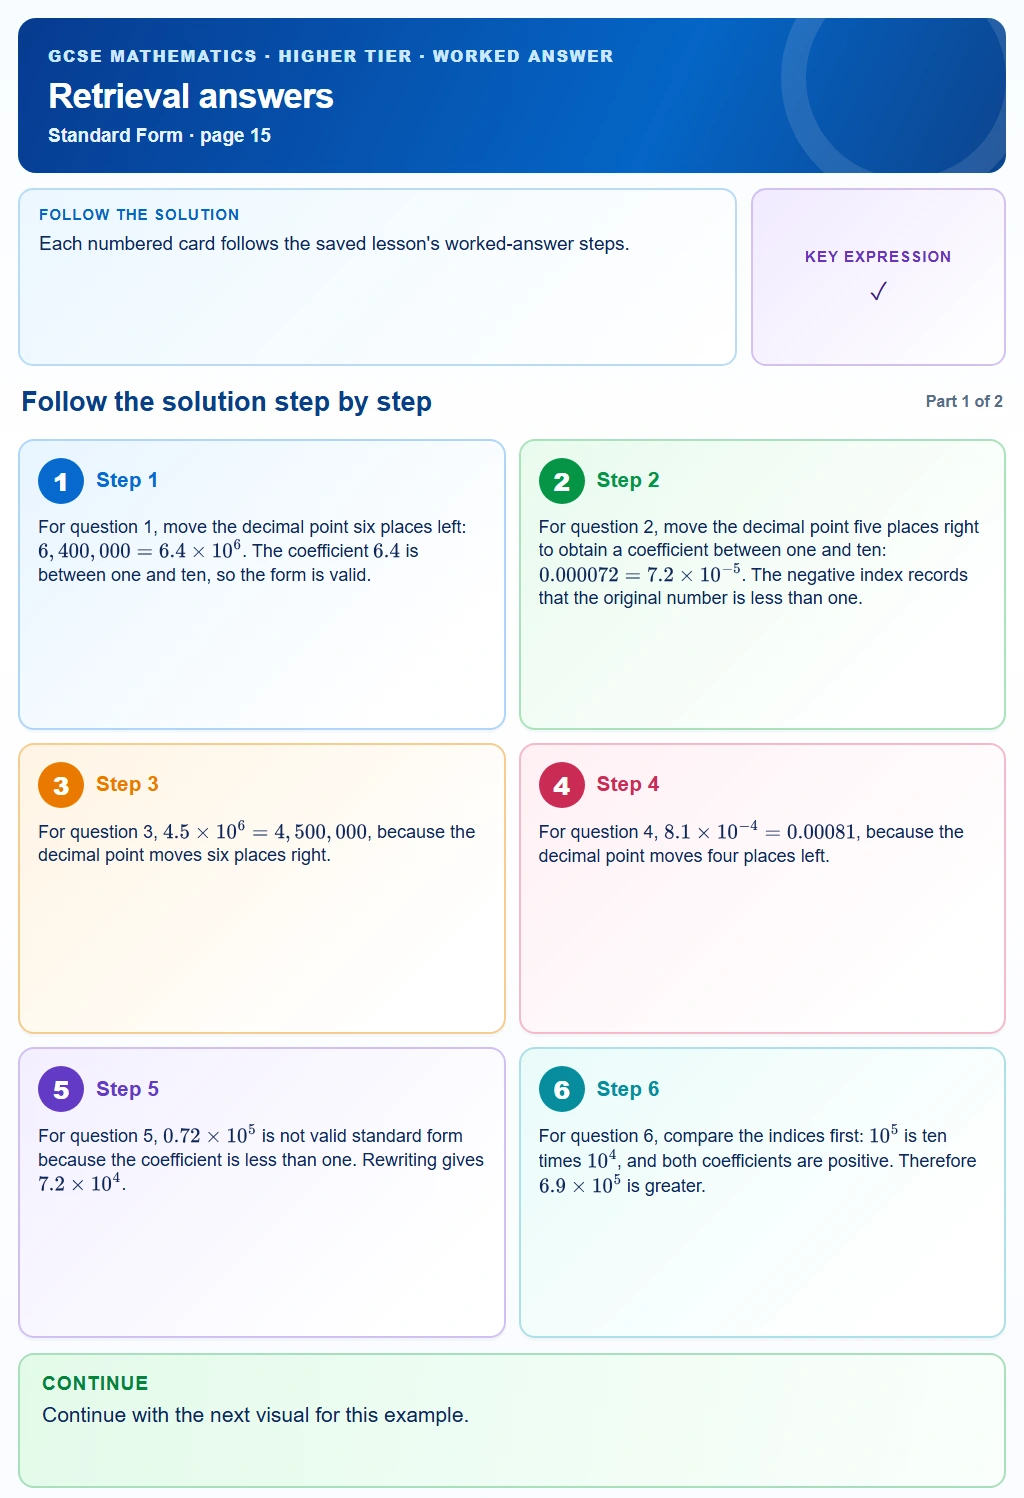 GCSE MATHEMATICS · HIGHER TIER · WORKED ANSWER
Retrieval answers
Standard Form · page 15
FOLLOW THE SOLUTION
Each numbered card follows the saved lesson's worked-answer steps.
KEY EXPRESSION
✓
Follow the solution step by step
Part 1 of 2
1 Step 1
For question 1, move the decimal point six places left:
6,400,000 = 6.4 × 10⁶. The coefficient 6.4 is
between one and ten, so the form is valid.
2 Step 2
For question 2, move the decimal point five places right
to obtain a coefficient between one and ten:
0.000072 = 7.2 × 10⁻⁵. The negative index records
that the original number is less than one.
3 Step 3
For question 3, 4.5 × 10⁶ = 4,500,000, because the
decimal point moves six places right.
4 Step 4
For question 4, 8.1 × 10⁻⁴ = 0.00081, because the
decimal point moves four places left.
5 Step 5
For question 5, 0.72 × 10⁵ is not valid standard form
because the coefficient is less than one. Rewriting gives
7.2 × 10⁴.
6 Step 6
For question 6, compare the indices first: 10⁵ is ten
times 10⁴, and both coefficients are positive. Therefore
6.9 × 10⁵ is greater.
CONTINUE
Continue with the next visual for this example.